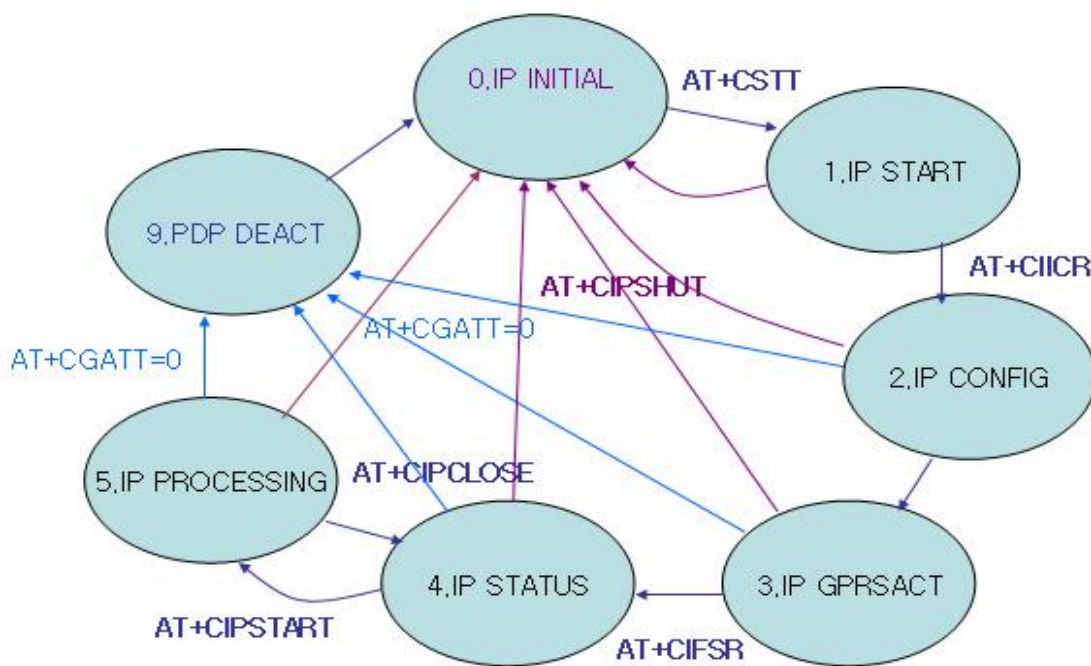 0,IP INITIAL
AT+CSTT
1,IP START
9,PDP DEACT
AT+CIICR
AT+CIPSHUT
AT+CGATT=0
AT+CGATT=0
2,IP CONFIG
5,IP PROCESSING
AT+CIPCLOSE
4,IP STATUS
3,IP GPRSACT
AT+CIPSTART
AT+CIFSR